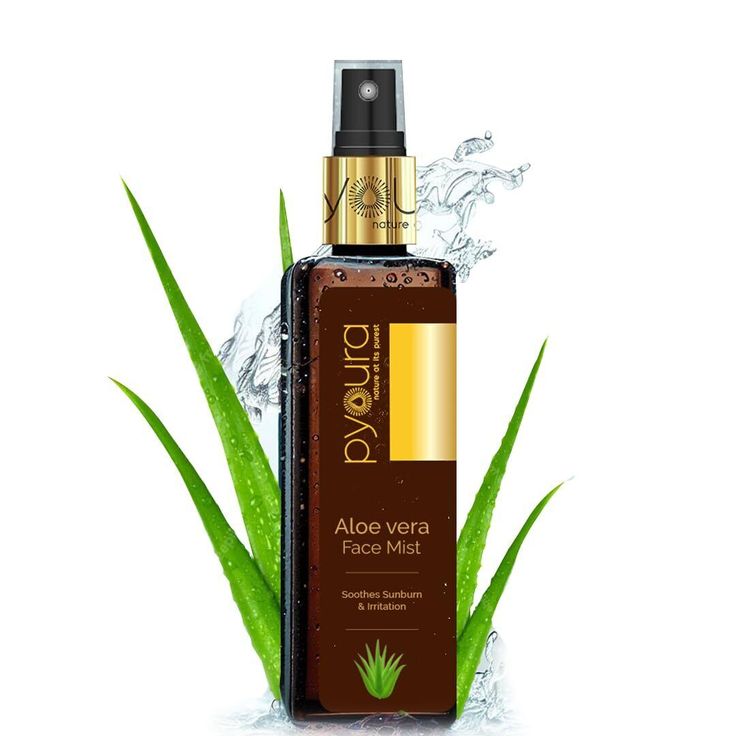 you
nature
pyoura
nature at its purest
Aloe vera
Face Mist
Soothes Sunburn
& Irritation